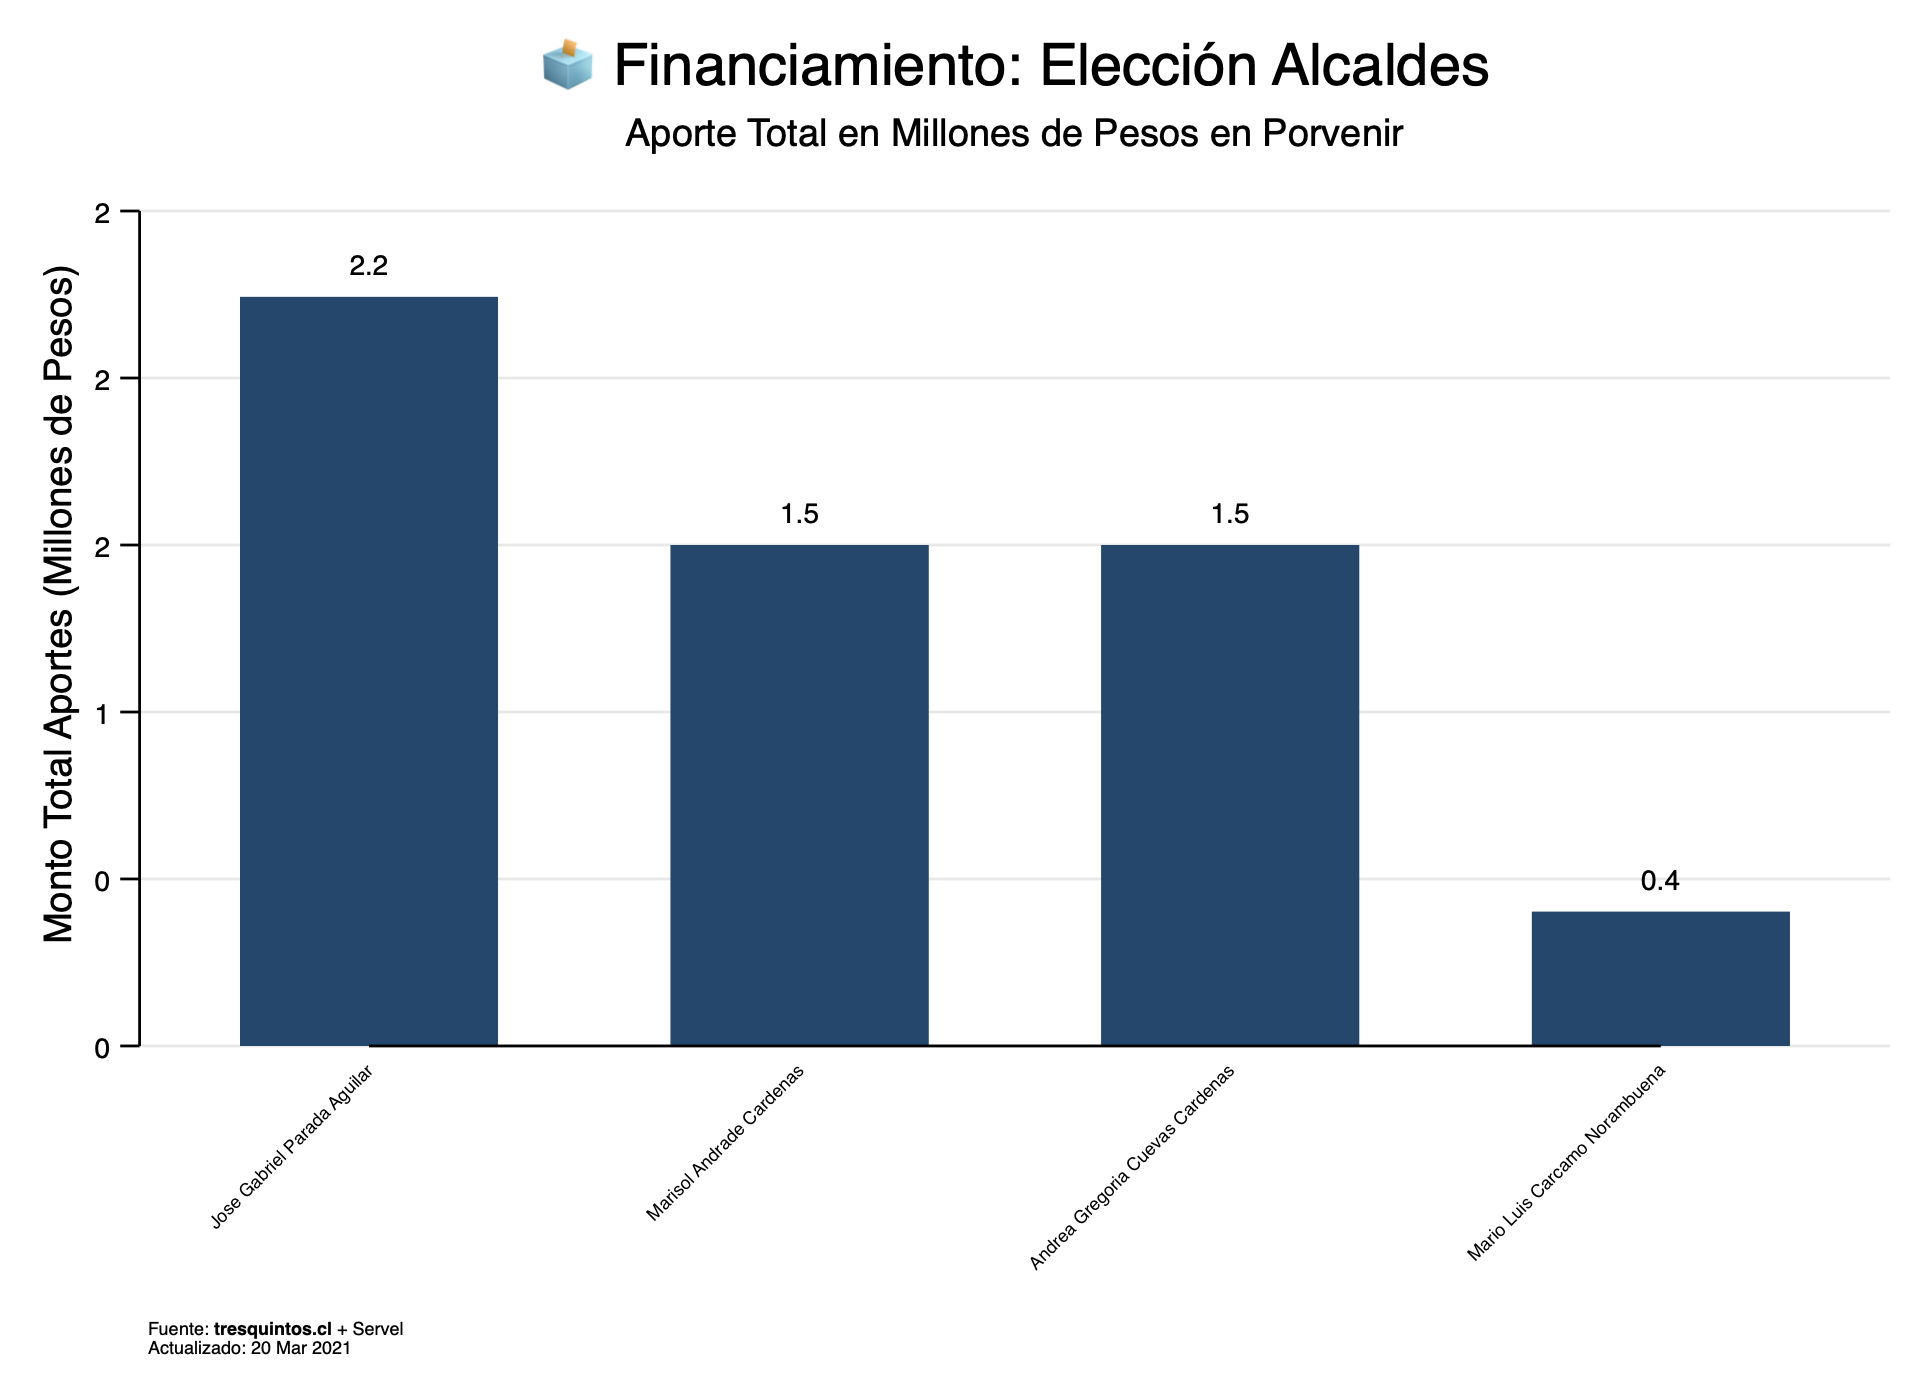 Financiamiento: Elección Alcaldes
Aporte Total en Millones de Pesos en Porvenir
Monto Total Aportes (Millones de Pesos)
2
2
2
1
0
0
2.2
1.5
1.5
0.4
Jose Gabriel Parada Aguilar
Marisol Andrade Cardenas
Andrea Gregoria Cuevas Cardenas
Mario Luis Carcamo Norambuena
Fuente: tresquintos.cl + Servel
Actualizado: 20 Mar 2021